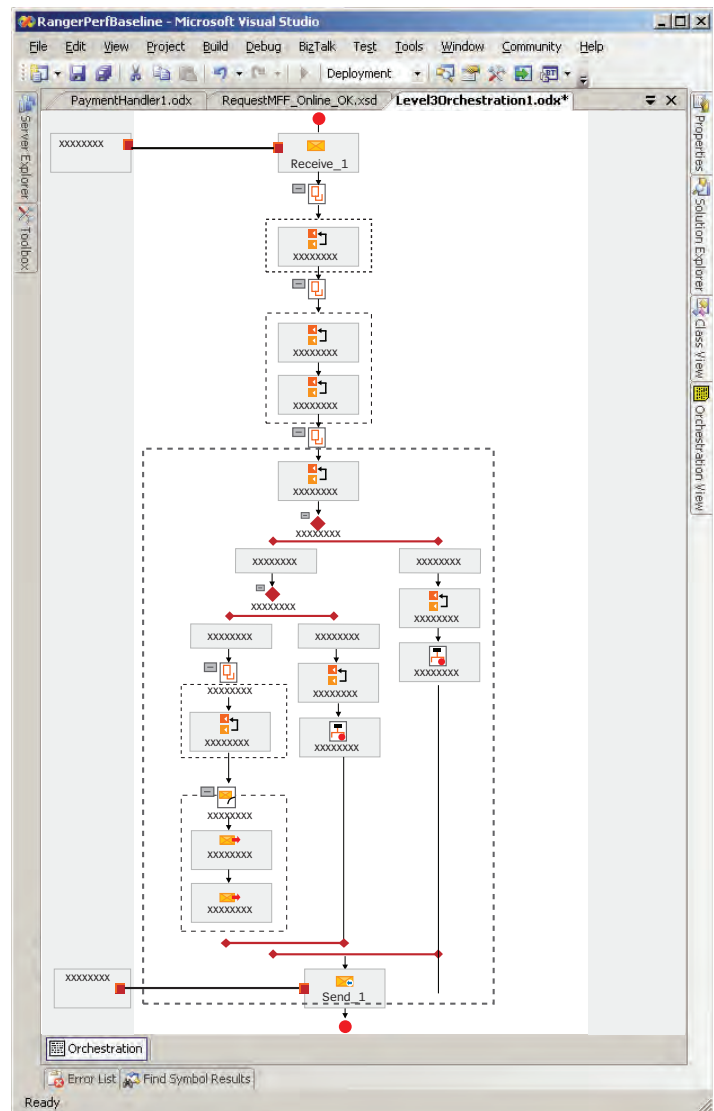 RangerPerfBaseline - Microsoft Visual Studio
File Edit View Project Build Debug BizTalk Test Tools Window Community Help
Deployment
PaymentHandler1.odx RequestMFF_Online_OK.xsd Level3Orchestration1.odx*
Server Explorer
Toolbox
Properties
Solution Explorer
Class View
Orchestration View
xxxxxxxx
Receive_1
xxxxxxxx
xxxxxxxx
xxxxxxxx
xxxxxxxx
xxxxxxxx
xxxxxxxx xxxxxxxx
xxxxxxxx
xxxxxxxx
xxxxxxxx xxxxxxxx
xxxxxxxx
xxxxxxxx
xxxxxxxx
xxxxxxxx
xxxxxxxx
xxxxxxxx
xxxxxxxx
xxxxxxxx
xxxxxxxx
xxxxxxxx
Send_1
Orchestration
Error List Find Symbol Results
Ready